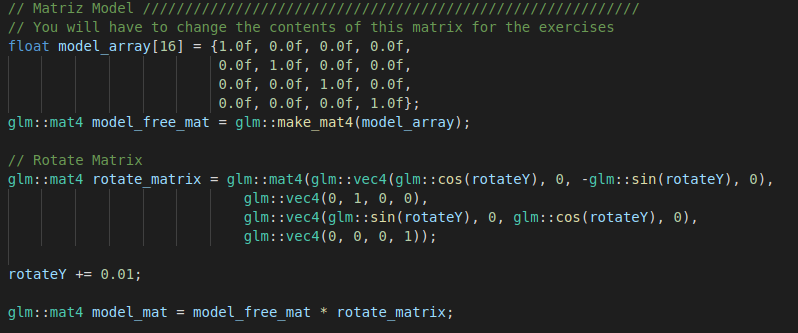 // Matriz Model ///////////////////////////////////////////////////////////
// You will have to change the contents of this matrix for the exercises
float model_array[16] = {1.0f, 0.0f, 0.0f, 0.0f,
0.0f, 1.0f, 0.0f, 0.0f,
0.0f, 0.0f, 1.0f, 0.0f,
0.0f, 0.0f, 0.0f, 1.0f};
glm::mat4 model_free_mat = glm::make_mat4(model_array);
// Rotate Matrix
glm::mat4 rotate_matrix = glm::mat4(glm::vec4(glm::cos(rotateY), 0, -glm::sin(rotateY), 0),
glm::vec4(0, 1, 0, 0),
glm::vec4(glm::sin(rotateY), 0, glm::cos(rotateY), 0),
glm::vec4(0, 0, 0, 1));
rotateY += 0.01;
glm::mat4 model_mat = model_free_mat * rotate_matrix;